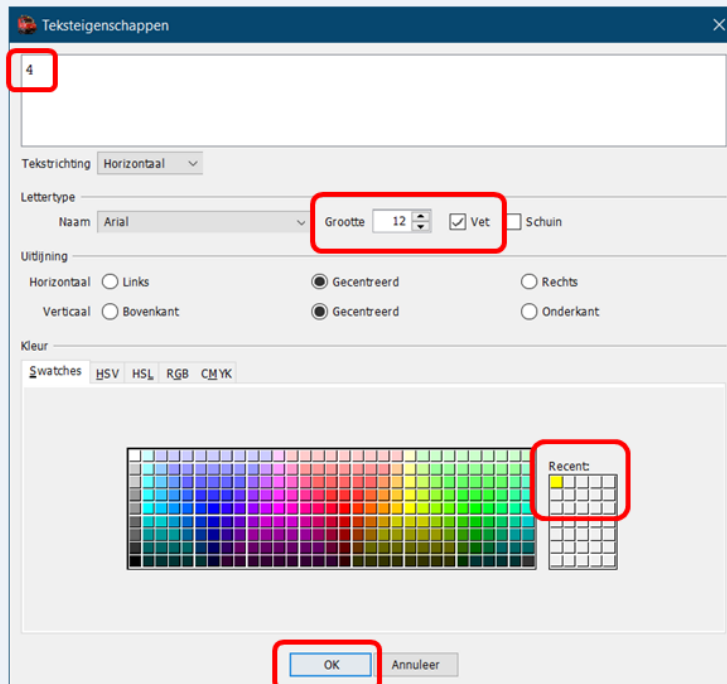 Teksteigenschappen
4
Tekstrichting Horizontaal
Lettertype
Naam Arial Grootte 12 Vet Schuin
Uitlijning
Horizontaal Links Gecentreerd Rechts
Verticaal Bovenkant Gecentreerd Onderkant
Kleur
Swatches HSV HSL RGB CMYK
Recent:
OK Annuleer